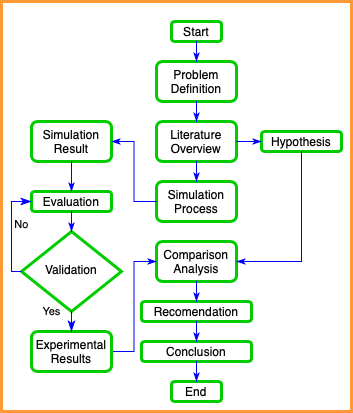 Start
Problem
Definition
Literature
Overview
Hypothesis
Simulation
Process
Simulation
Result
Evaluation
No
Validation
Yes
Experimental
Results
Comparison
Analysis
Recomendation
Conclusion
End